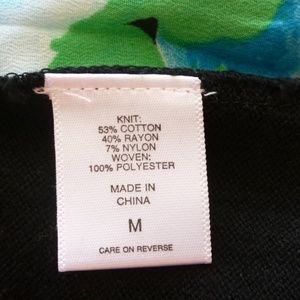 KNIT:
53% COTTON
40% RAYON
7% NYLON
WOVEN:
100% POLYESTER
MADE IN
CHINA
M
CARE ON REVERSE